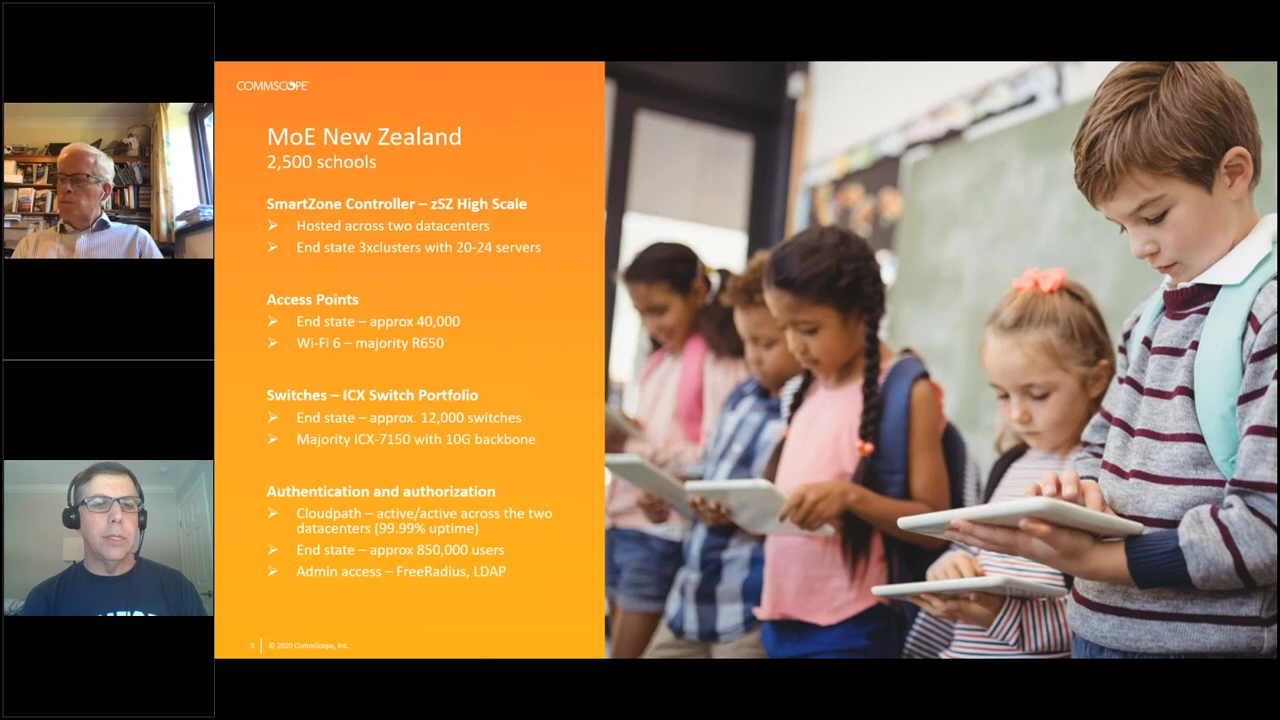 COMMSCOPE
MoE New Zealand
2,500 schools
SmartZone Controller – zSZ High Scale
➢ Hosted across two datacenters
➢ End state 3xclusters with 20-24 servers
Access Points
➢ End state – approx 40,000
➢ Wi-Fi 6 – majority R650
Switches – ICX Switch Portfolio
➢ End state – approx. 12,000 switches
➢ Majority ICX-7150 with 10G backbone
Authentication and authorization
➢ Cloudpath – active/active across the two
datacenters (99.99% uptime)
➢ End state – approx 850,000 users
➢ Admin access – FreeRadius, LDAP
8 © 2020 CommScope, Inc.